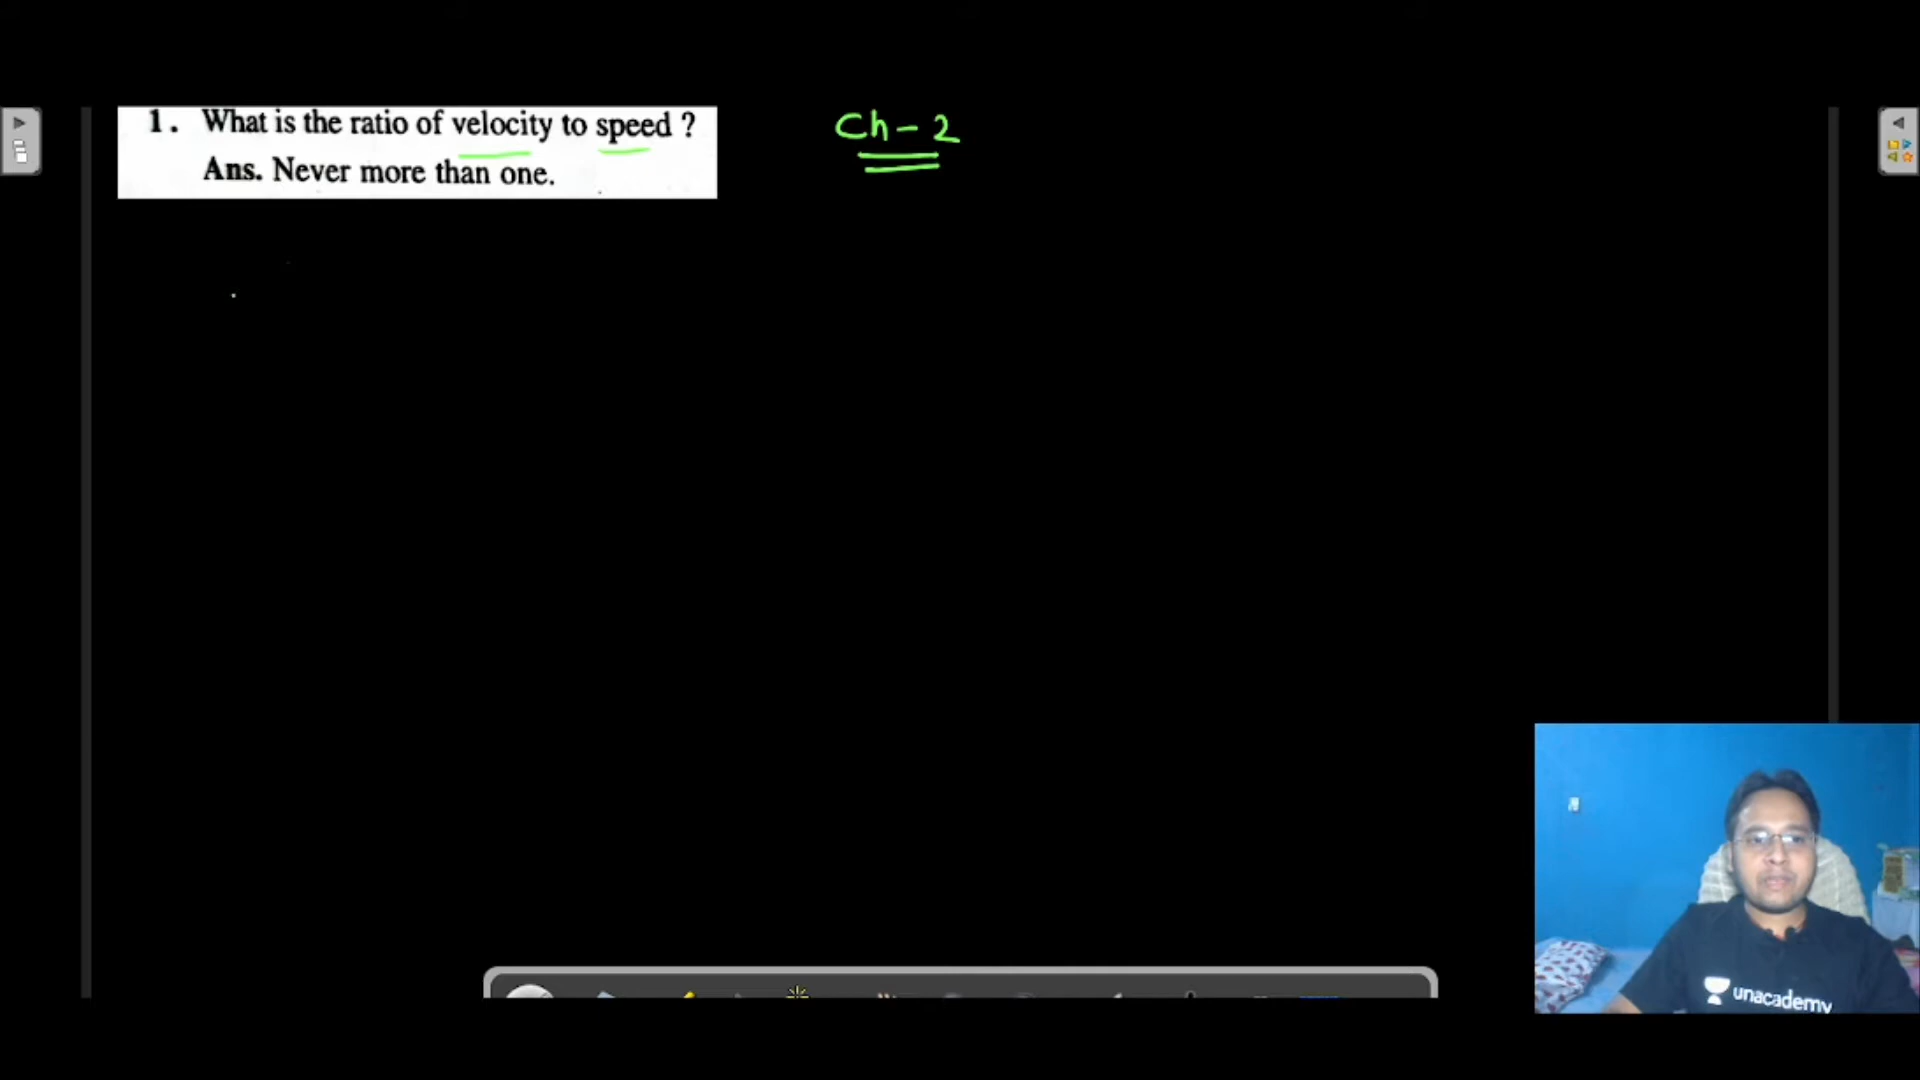 1. What is the ratio of velocity to speed ?
Ans. Never more than one.
Ch - 2
unacademy